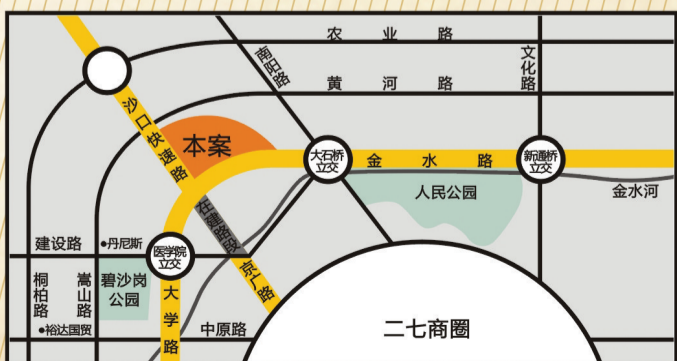 农业路
南阳路
文化路
黄河路
沙口快速路
本案
大石桥
立交
金水路
新通桥
立交
人民公园
金水河
在建路段
建设路
•丹尼斯
医学院
立交
京广路
桐柏路
嵩山路
碧沙岗
公园
大学路
二七商圈
•裕达国贸
中原路